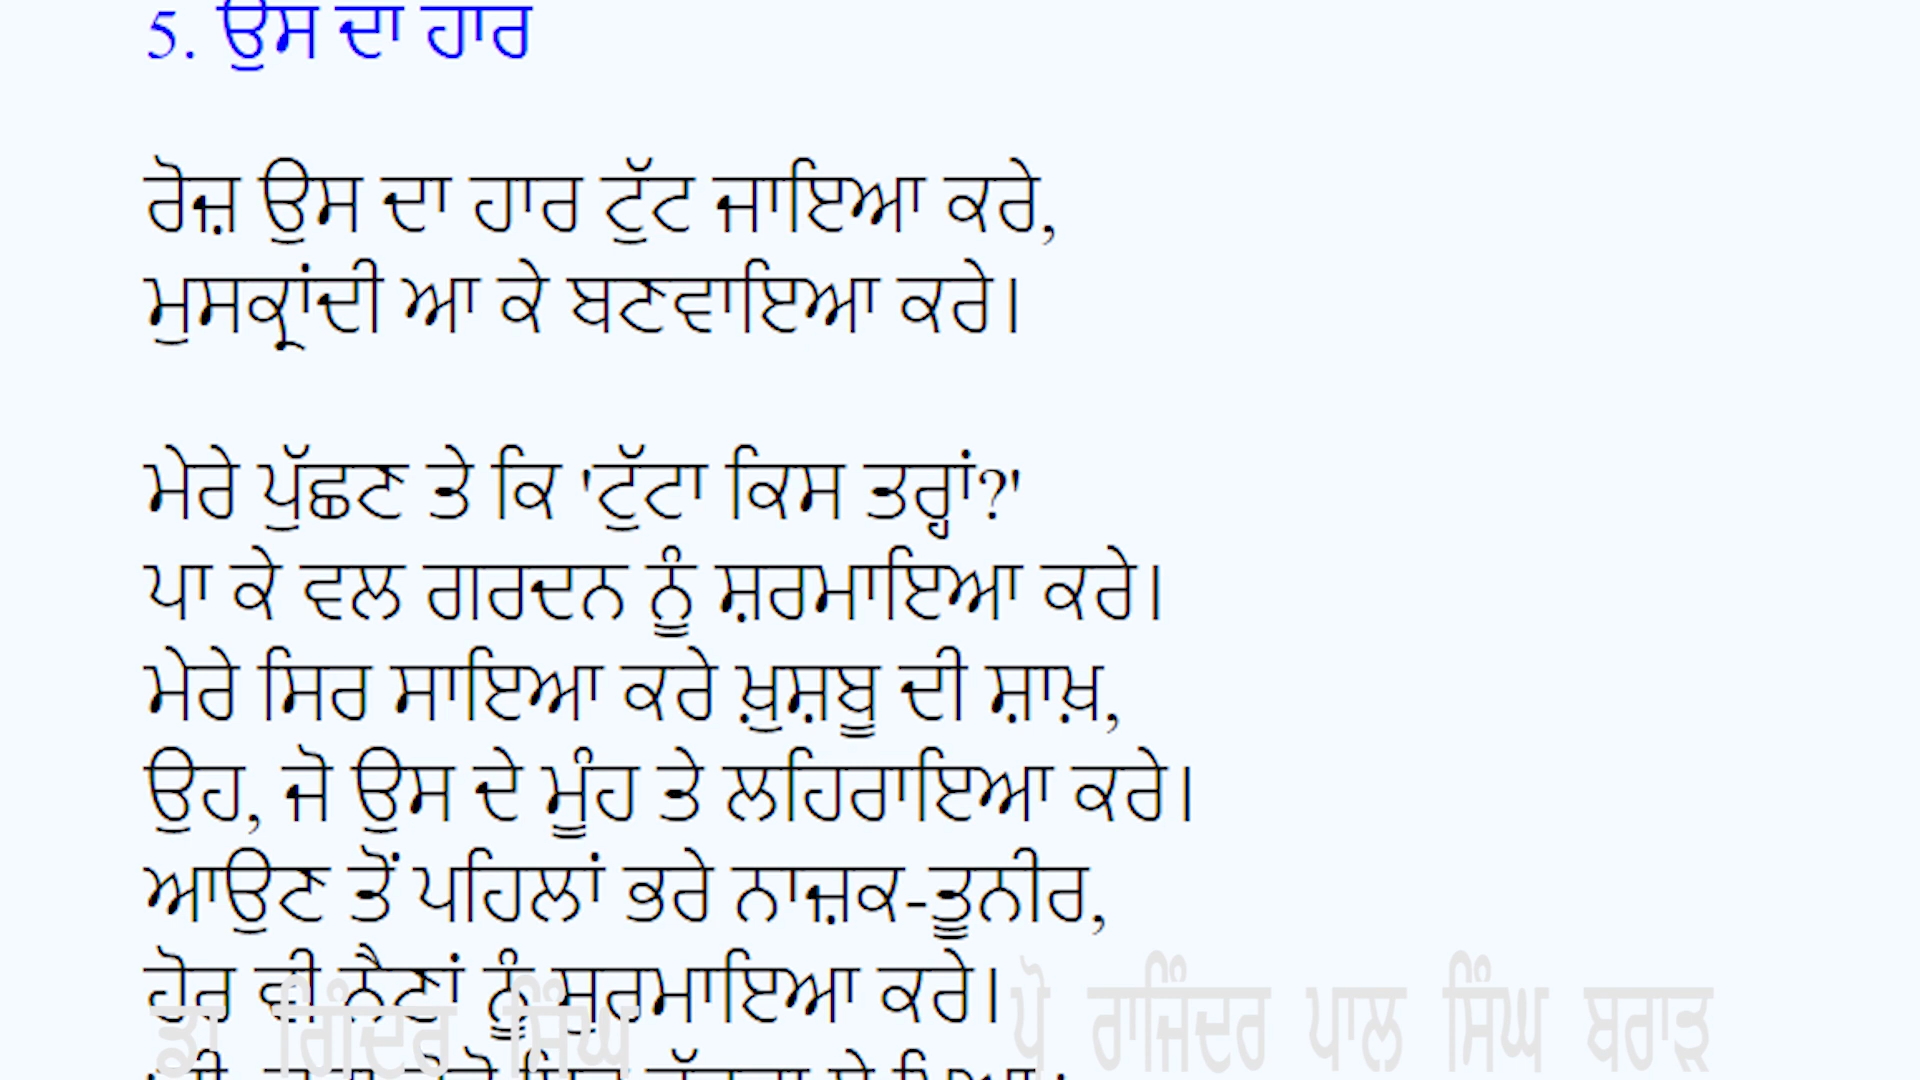 5. ਉਸ ਦਾ ਹਾਰ
ਰੋਜ਼ ਉਸ ਦਾ ਹਾਰ ਟੁੱਟ ਜਾਇਆ ਕਰੇ,
ਮੁਸਕ੍ਰਾਂਦੀ ਆ ਕੇ ਬਣਵਾਇਆ ਕਰੇ।
ਮੇਰੇ ਪੁੱਛਣ ਤੇ ਕਿ 'ਟੁੱਟਾ ਕਿਸ ਤਰ੍ਹਾਂ?'
ਪਾ ਕੇ ਵਲ ਗਰਦਨ ਨੂੰ ਸ਼ਰਮਾਇਆ ਕਰੇ।
ਮੇਰੇ ਸਿਰ ਸਾਇਆ ਕਰੇ ਖ਼ੁਸ਼ਬੂ ਦੀ ਸ਼ਾਖ਼,
ਉਹ, ਜੋ ਉਸ ਦੇ ਮੂੰਹ ਤੇ ਲਹਿਰਾਇਆ ਕਰੇ।
ਆਉਣ ਤੋਂ ਪਹਿਲਾਂ ਭਰੇ ਨਾਜ਼ਕ-ਤੂਨੀਰ,
ਹੋਰ ਵੀ ਨੈਣਾਂ ਨੂੰ ਸੁਰਮਾਇਆ ਕਰੇ।
ਡਾ ਰਾਜਿੰਦਰ ਸਿੰਘ
ਪ੍ਰੋ ਰਾਜਿੰਦਰ ਪਾਲ ਸਿੰਘ ਬਰਾੜ